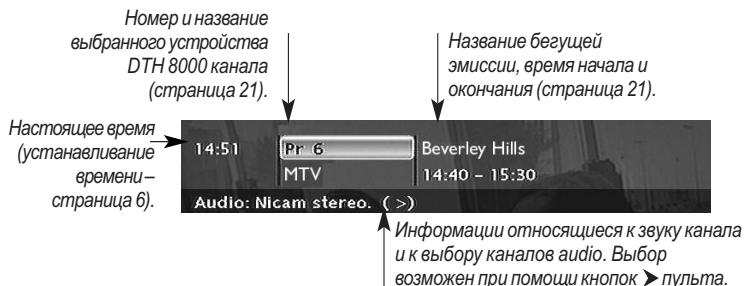 Номер и название
выбранного устройства
DTH 8000 канала
(страница 21).
Название бегущей
эмиссии, время начала и
окончания (страница 21).
Настоящее время
(устанавливание
времени –
страница 6).
14:51
Pr 6
MTV
Beverley Hills
14:40 – 15:30
Audio: Nicam stereo. ( >)
Информации относящиеся к звуку канала
и к выбору каналов audio. Выбор
возможен при помощи кнопок > пульта.